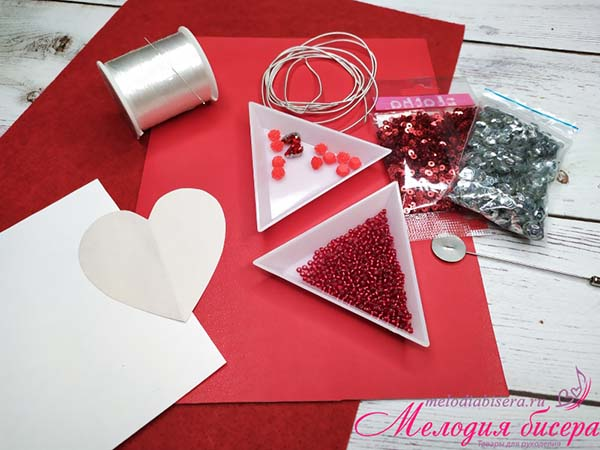 melodiabisera.ru
Мелодия бисера
Товары для рукоделия